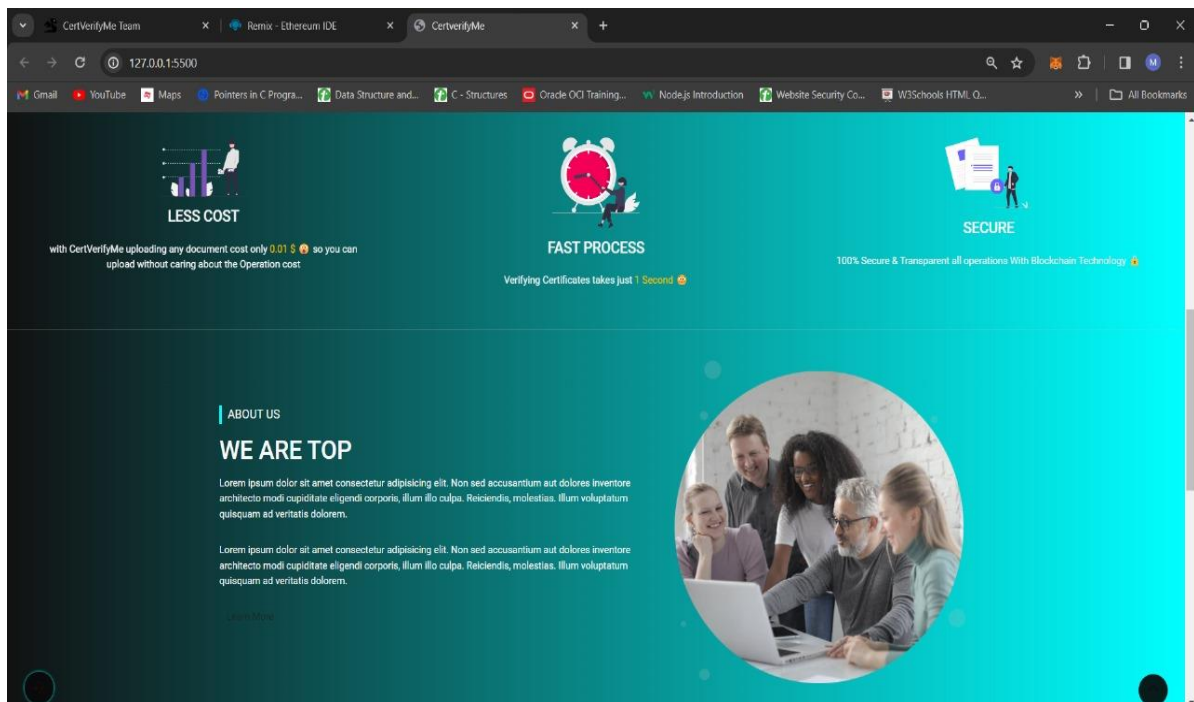 CertVerifyMe Team
Remix - Ethereum IDE
CertverifyMe
127.0.0.1:5500
Gmail
YouTube
Maps
Pointers in C Progra...
Data Structure and...
C - Structures
Oracle OCI Training...
Node.js Introduction
Website Security Co...
W3Schools HTML Q...
All Bookmarks
LESS COST
with CertVerifyMe uploading any document cost only 0.01 $ so you can
upload without caring about the Operation cost
FAST PROCESS
Verifying Certificates takes just 1 Second
SECURE
100% Secure & Transparent all operations With Blockchain Technology
ABOUT US
WE ARE TOP
Lorem ipsum dolor sit amet consectetur adipisicing elit. Non sed accusantium aut dolores inventore
architecto modi cupiditate eligendi corporis, illum illo culpa. Reiciendis, molestias. Illum voluptatum
quisquam ad veritatis dolorem.
Lorem ipsum dolor sit amet consectetur adipisicing elit. Non sed accusantium aut dolores inventore
architecto modi cupiditate eligendi corporis, illum illo culpa. Reiciendis, molestias. Illum voluptatum
quisquam ad veritatis dolorem.
Learn More